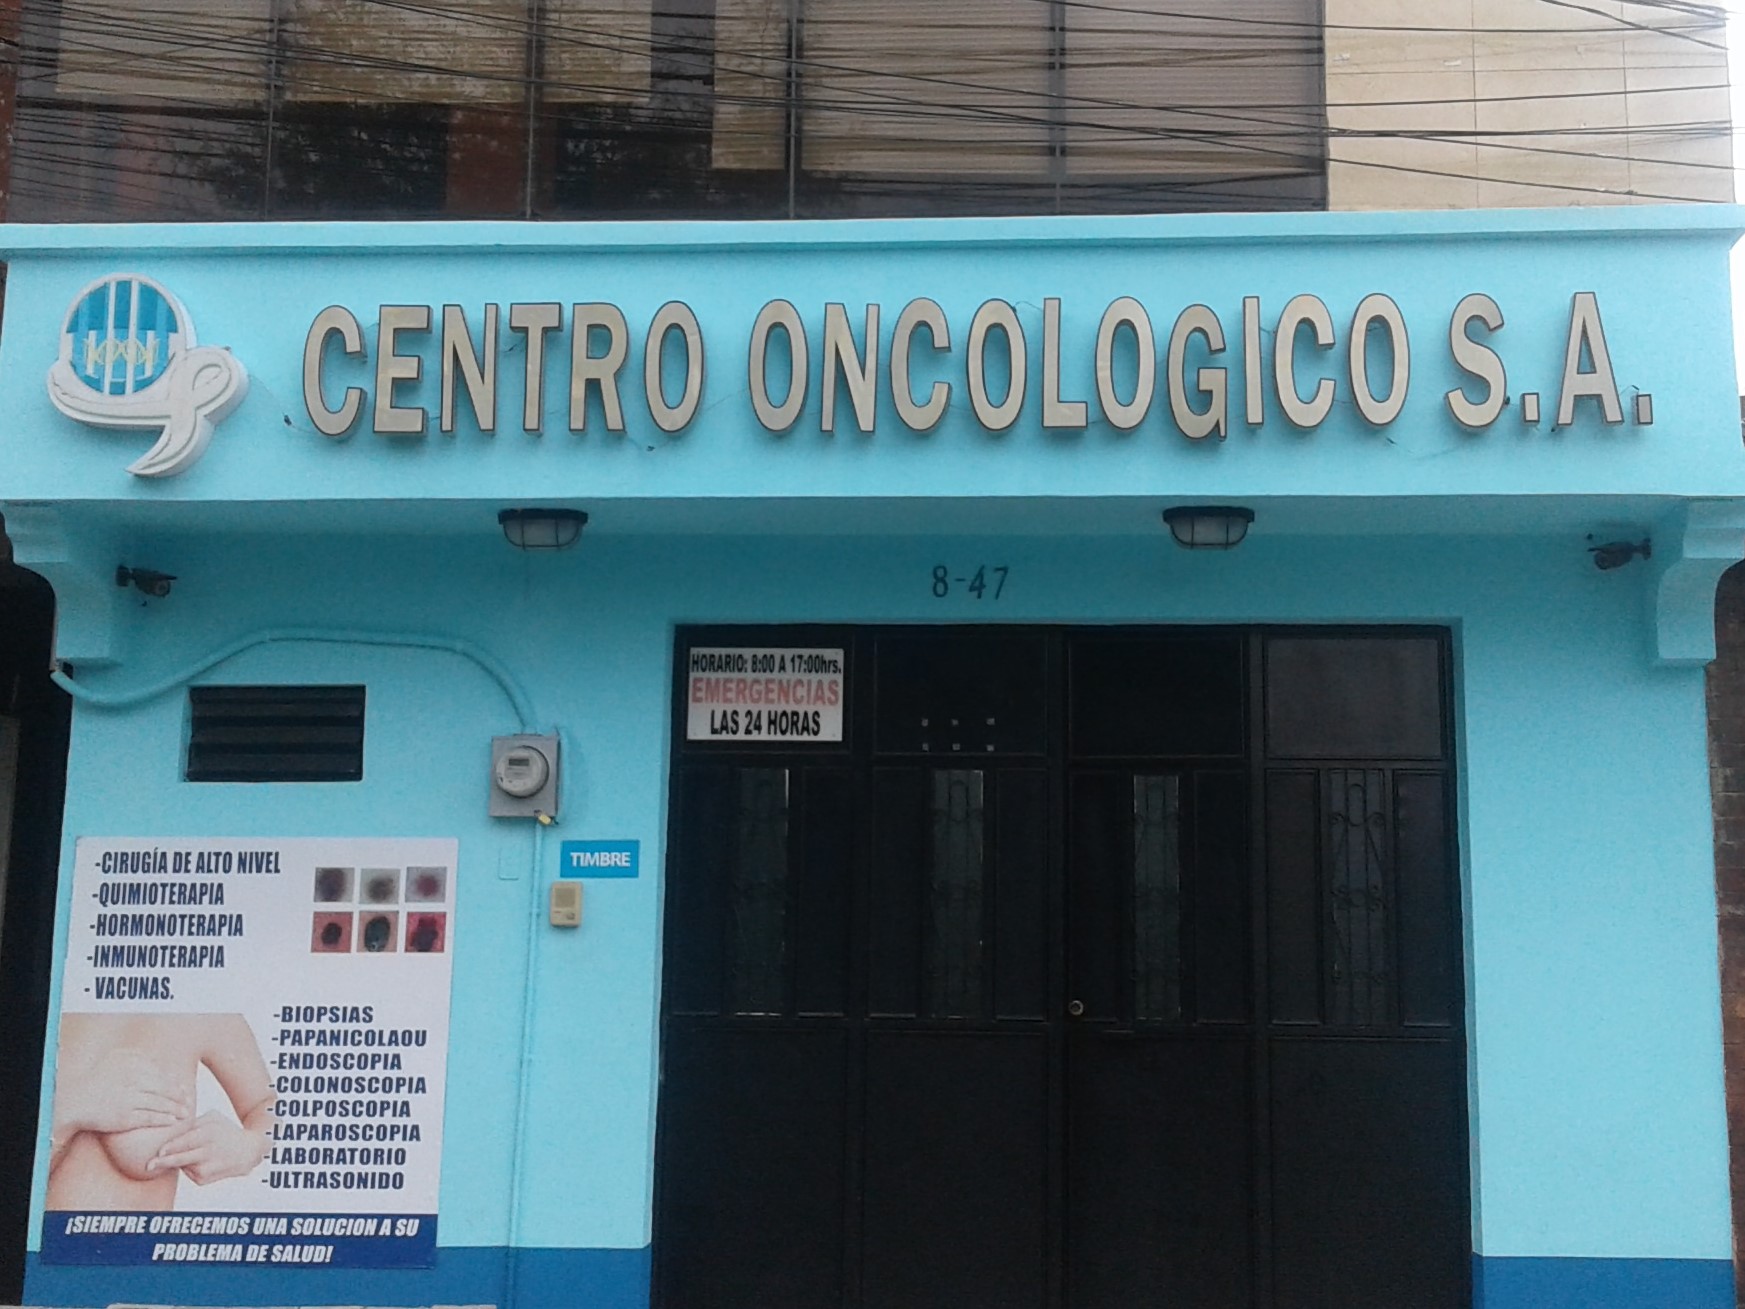 CENTRO ONCOLOGICO S.A.
8-47
HORARIO: 8:00 A 17:00hrs.
EMERGENCIAS
LAS 24 HORAS
TIMBRE
-CIRUGÍA DE ALTO NIVEL
-QUIMIOTERAPIA
-HORMONOTERAPIA
-INMUNOTERAPIA
- VACUNAS.
-BIOPSIAS
-PAPANICOLAOU
-ENDOSCOPIA
-COLONOSCOPIA
-COLPOSCOPIA
-LAPAROSCOPIA
-LABORATORIO
-ULTRASONIDO
¡SIEMPRE OFRECEMOS UNA SOLUCION A SU
PROBLEMA DE SALUD!